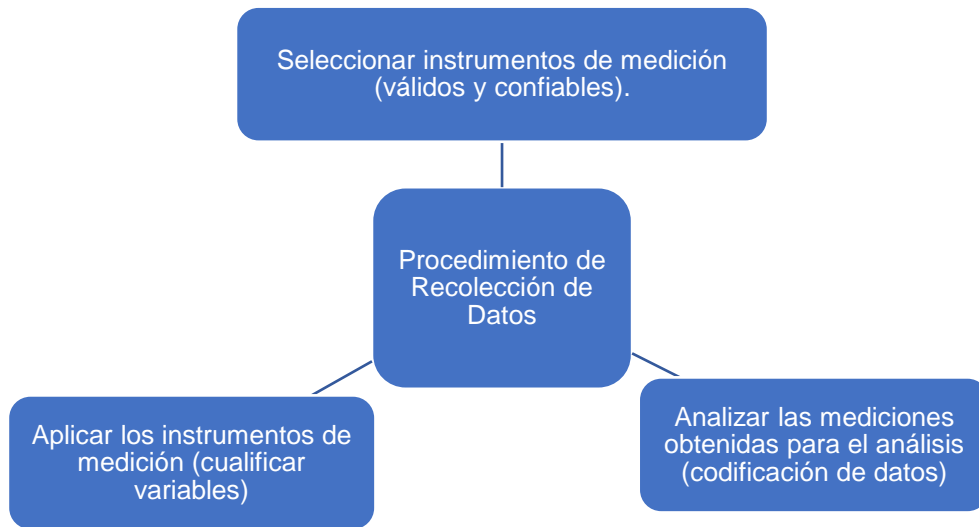 Seleccionar instrumentos de medición
(válidos y confiables).
Procedimiento de
Recolección de
Datos
Aplicar los instrumentos de
medición (cualificar
variables)
Analizar las mediciones
obtenidas para el análisis
(codificación de datos)